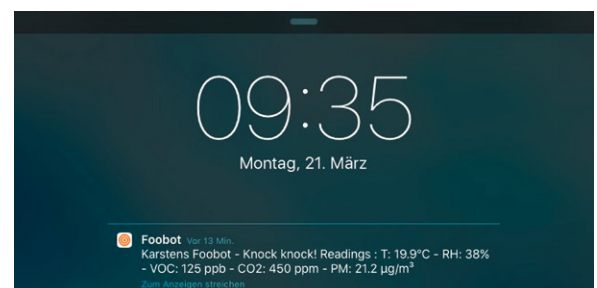 09:35
Montag, 21. März
Foobot Vor 13 Min.
Karstens Foobot - Knock knock! Readings : T: 19.9°C - RH: 38%
- VOC: 125 ppb - CO2: 450 ppm - PM: 21.2 µg/m³
Zum Anzeigen streichen